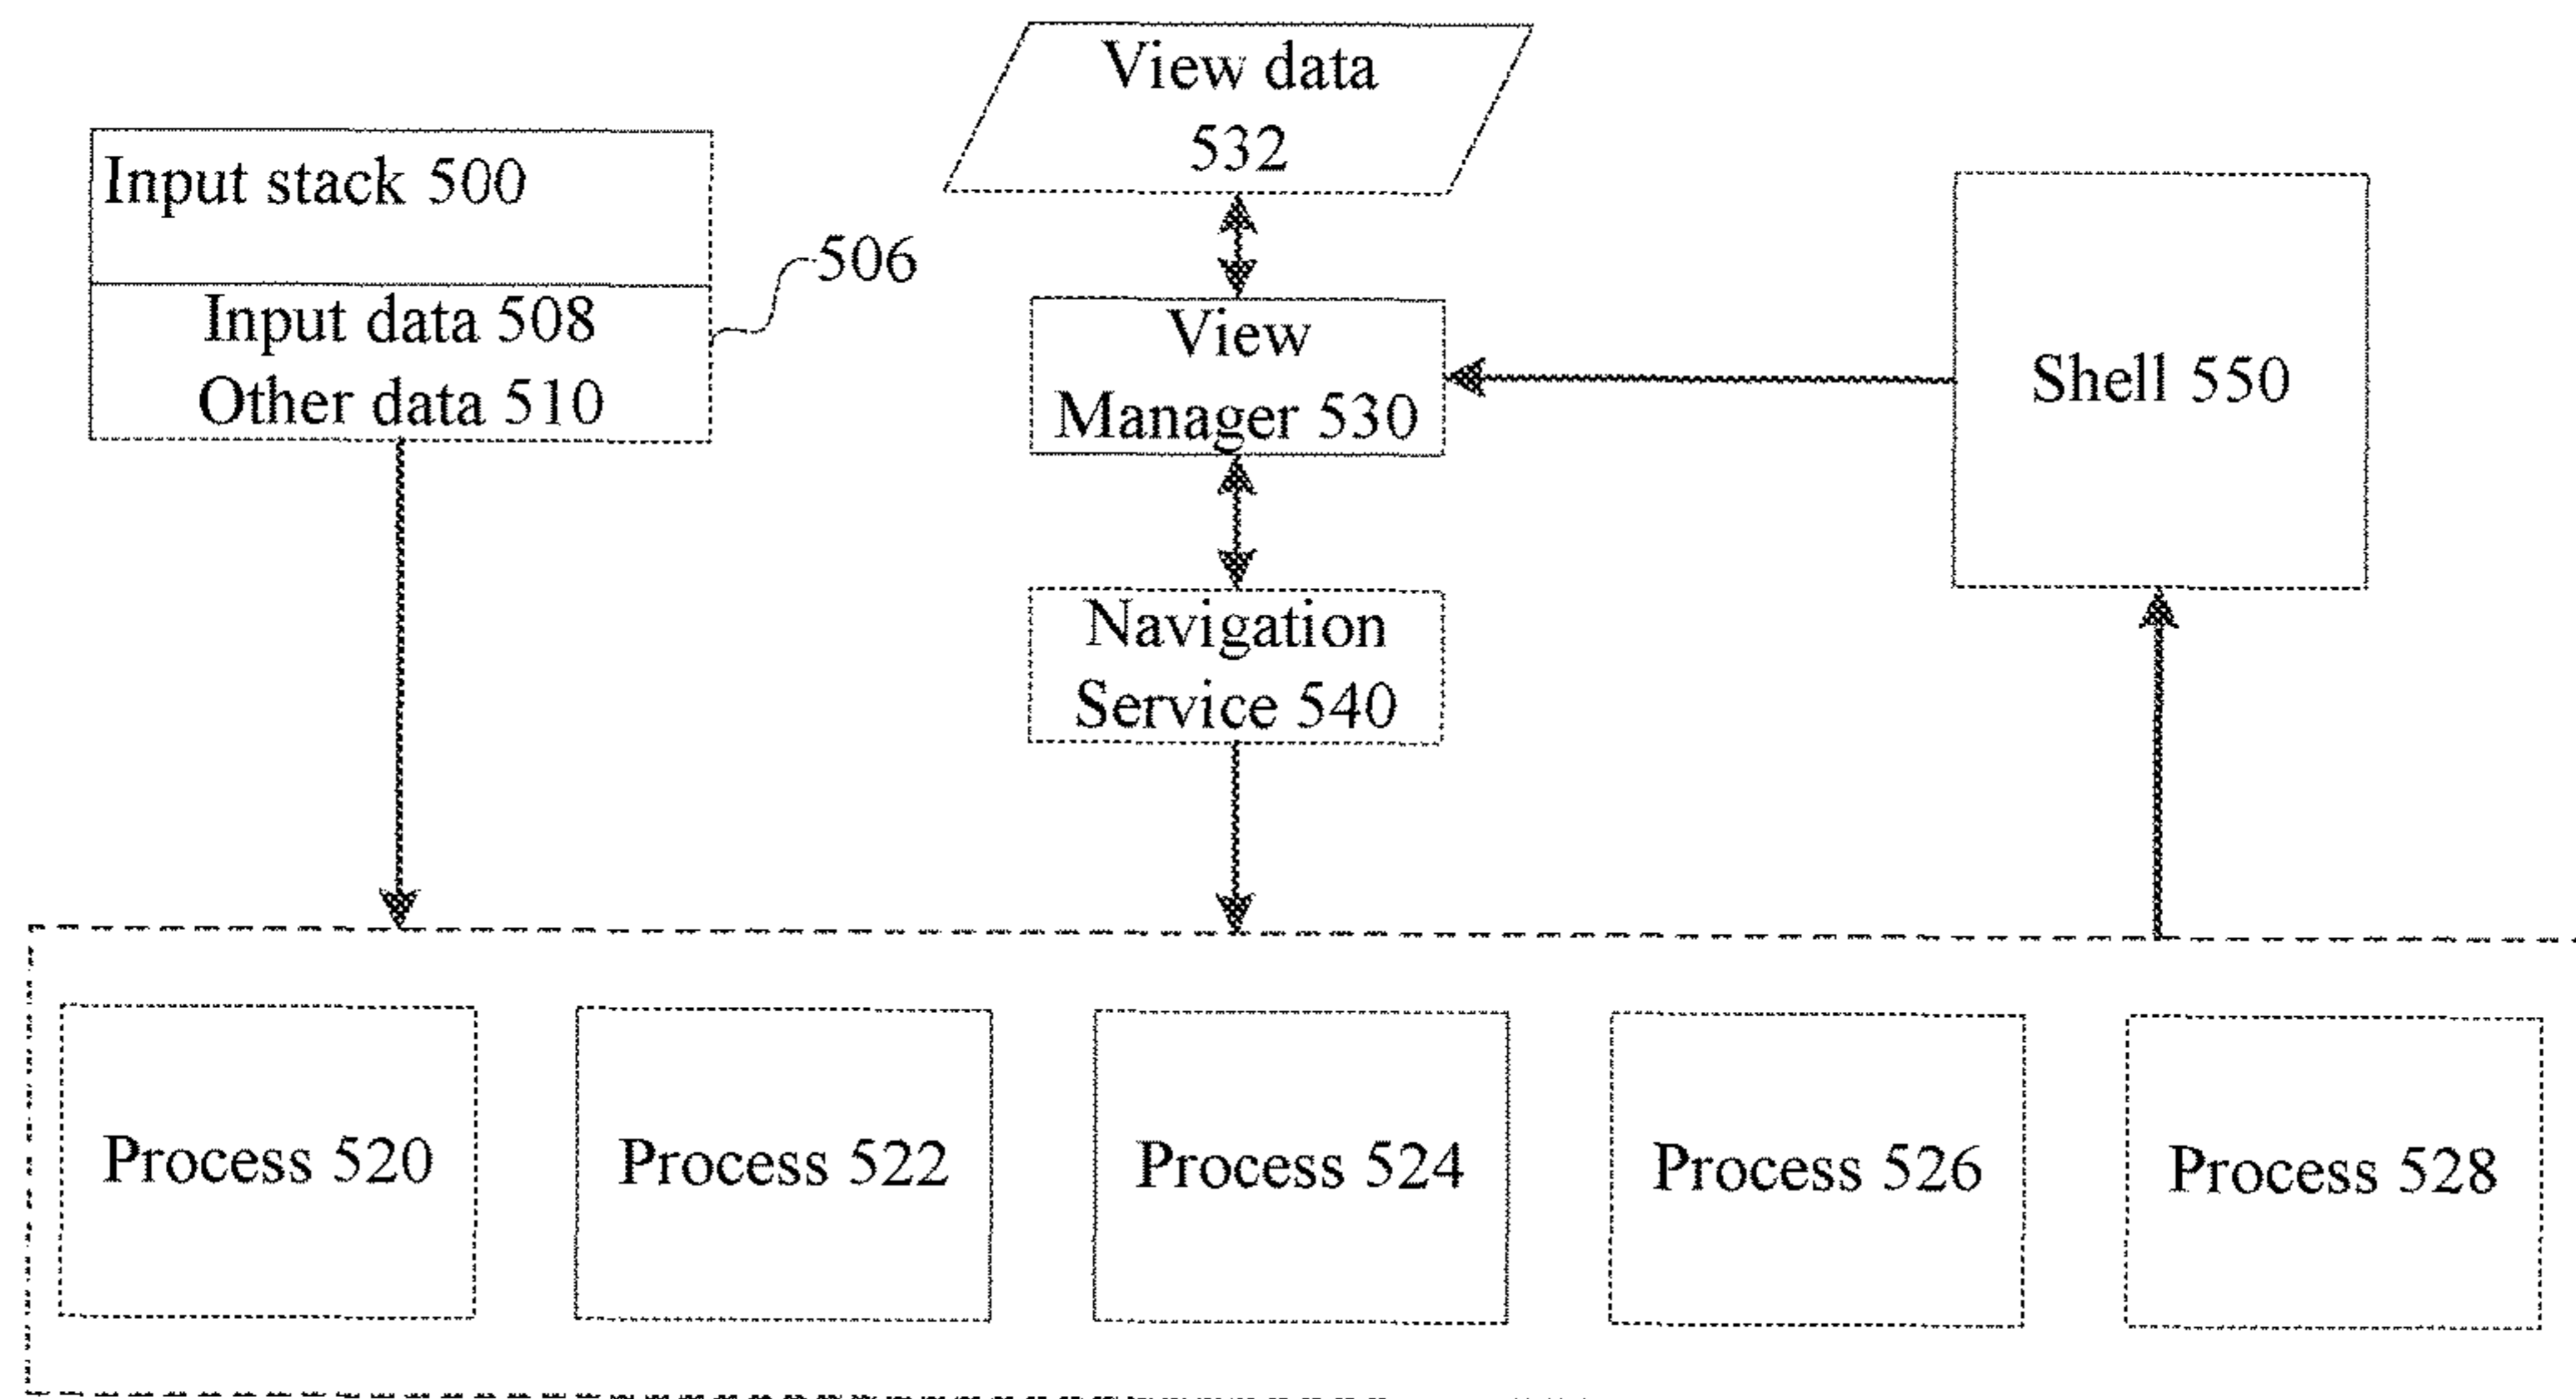 View data
532
Input stack 500
506
Input data 508
Other data 510
View
Manager 530
Shell 550
Navigation
Service 540
Process 520
Process 522
Process 524
Process 526
Process 528